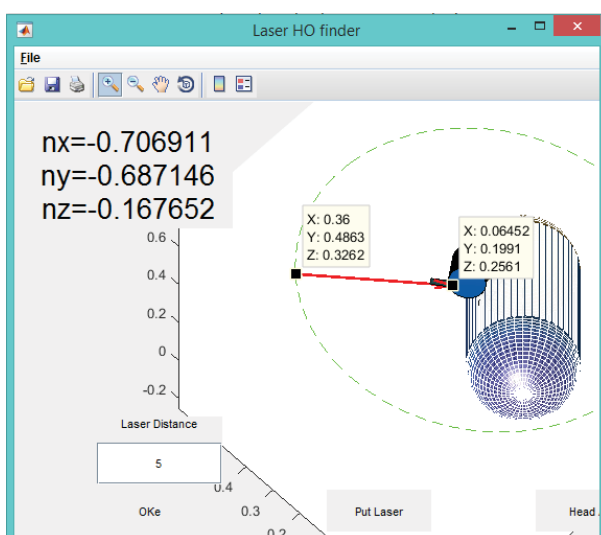 Laser HO finder
File
nx=-0.706911
ny=-0.687146
nz=-0.167652
X: 0.36
Y: 0.4863
Z: 0.3262
X: 0.06452
Y: 0.1991
Z: 0.2561
0.6
0.4
0.2
0
-0.2
Laser Distance
5
0.4
OKe
0.3
Put Laser
Head
0.2